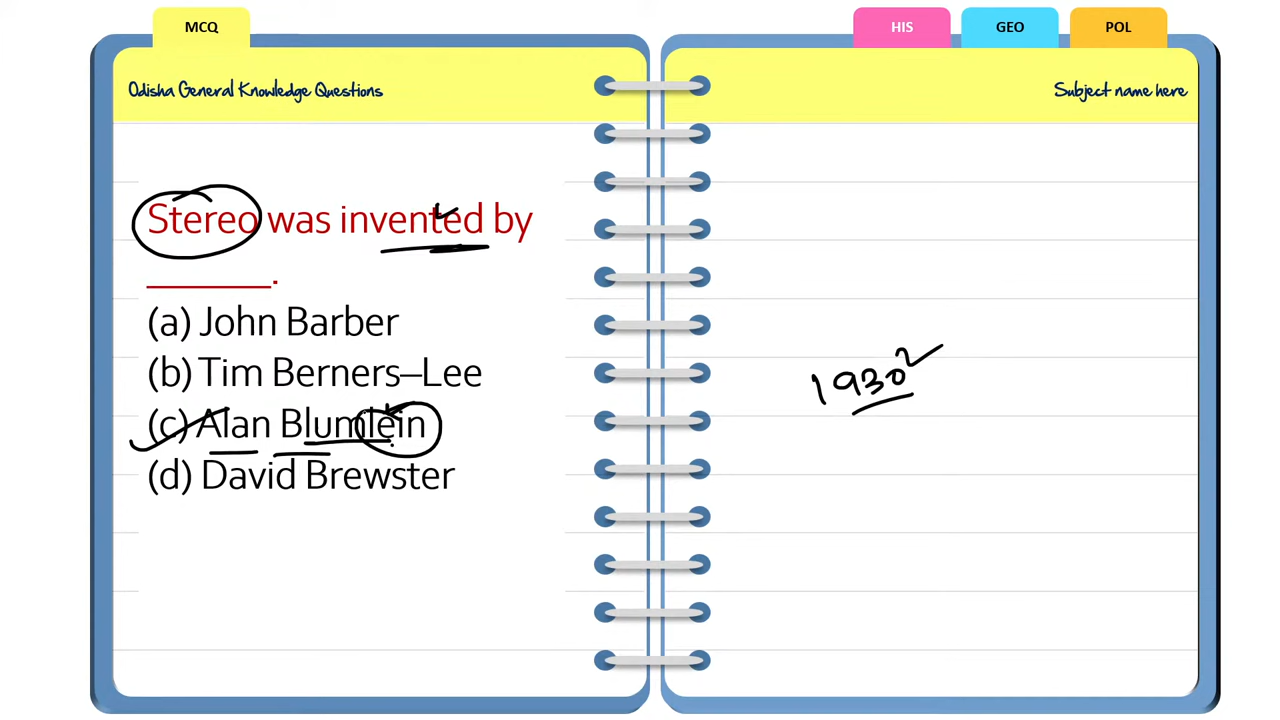 MCQ
HIS GEO POL
Odisha General Knowledge Questions
Subject name here
Stereo was invented by
______.
(a) John Barber
(b) Tim Berners–Lee
(c) Alan Blumlein
(d) David Brewster
1930